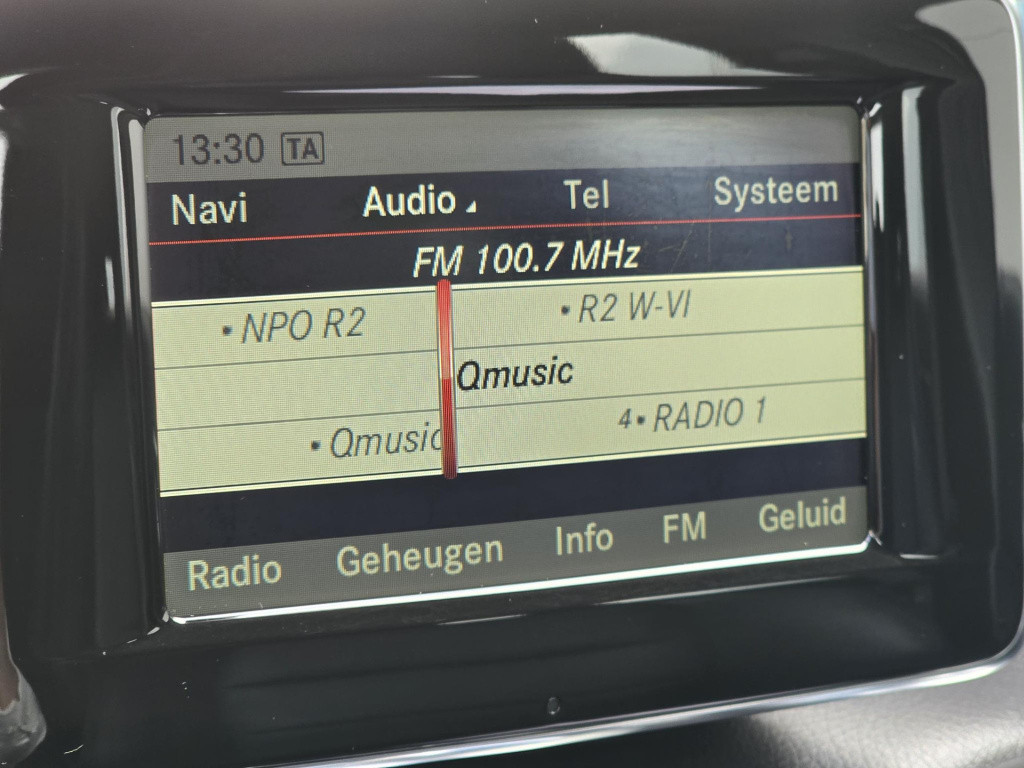 13:30 TA
Navi Audio Tel Systeem
FM 100.7 MHz
• NPO R2 • R2 W-VI
Qmusic
• Qmusic 4• RADIO 1
Radio Geheugen Info FM Geluid